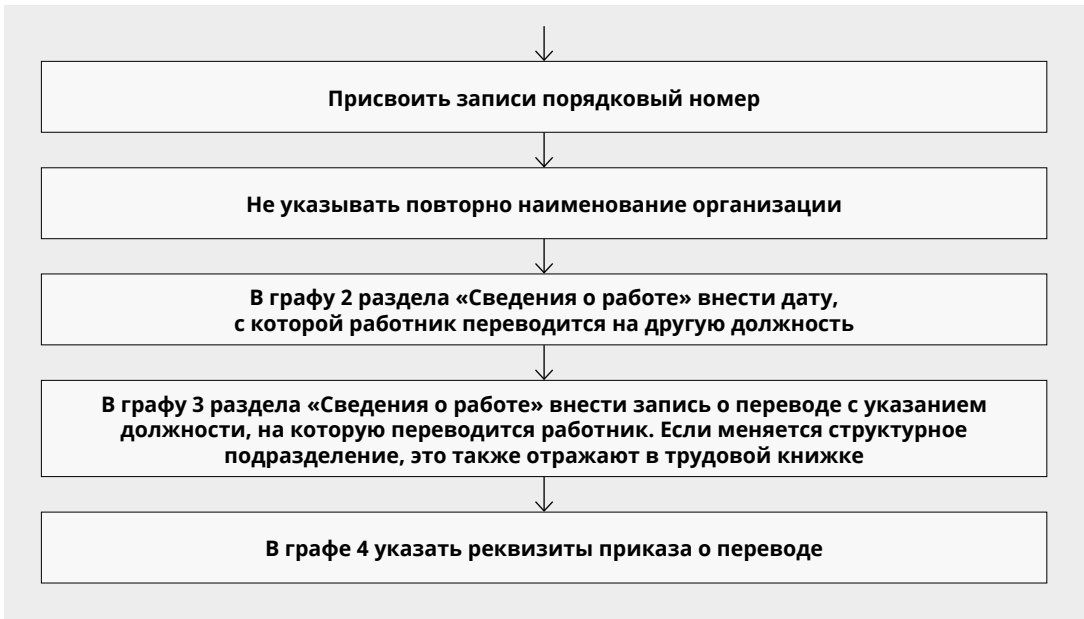 Присвоить записи порядковый номер
Не указывать повторно наименование организации
В графу 2 раздела «Сведения о работе» внести дату,
с которой работник переводится на другую должность
В графу 3 раздела «Сведения о работе» внести запись о переводе с указанием
должности, на которую переводится работник. Если меняется структурное
подразделение, это также отражают в трудовой книжке
В графе 4 указать реквизиты приказа о переводе